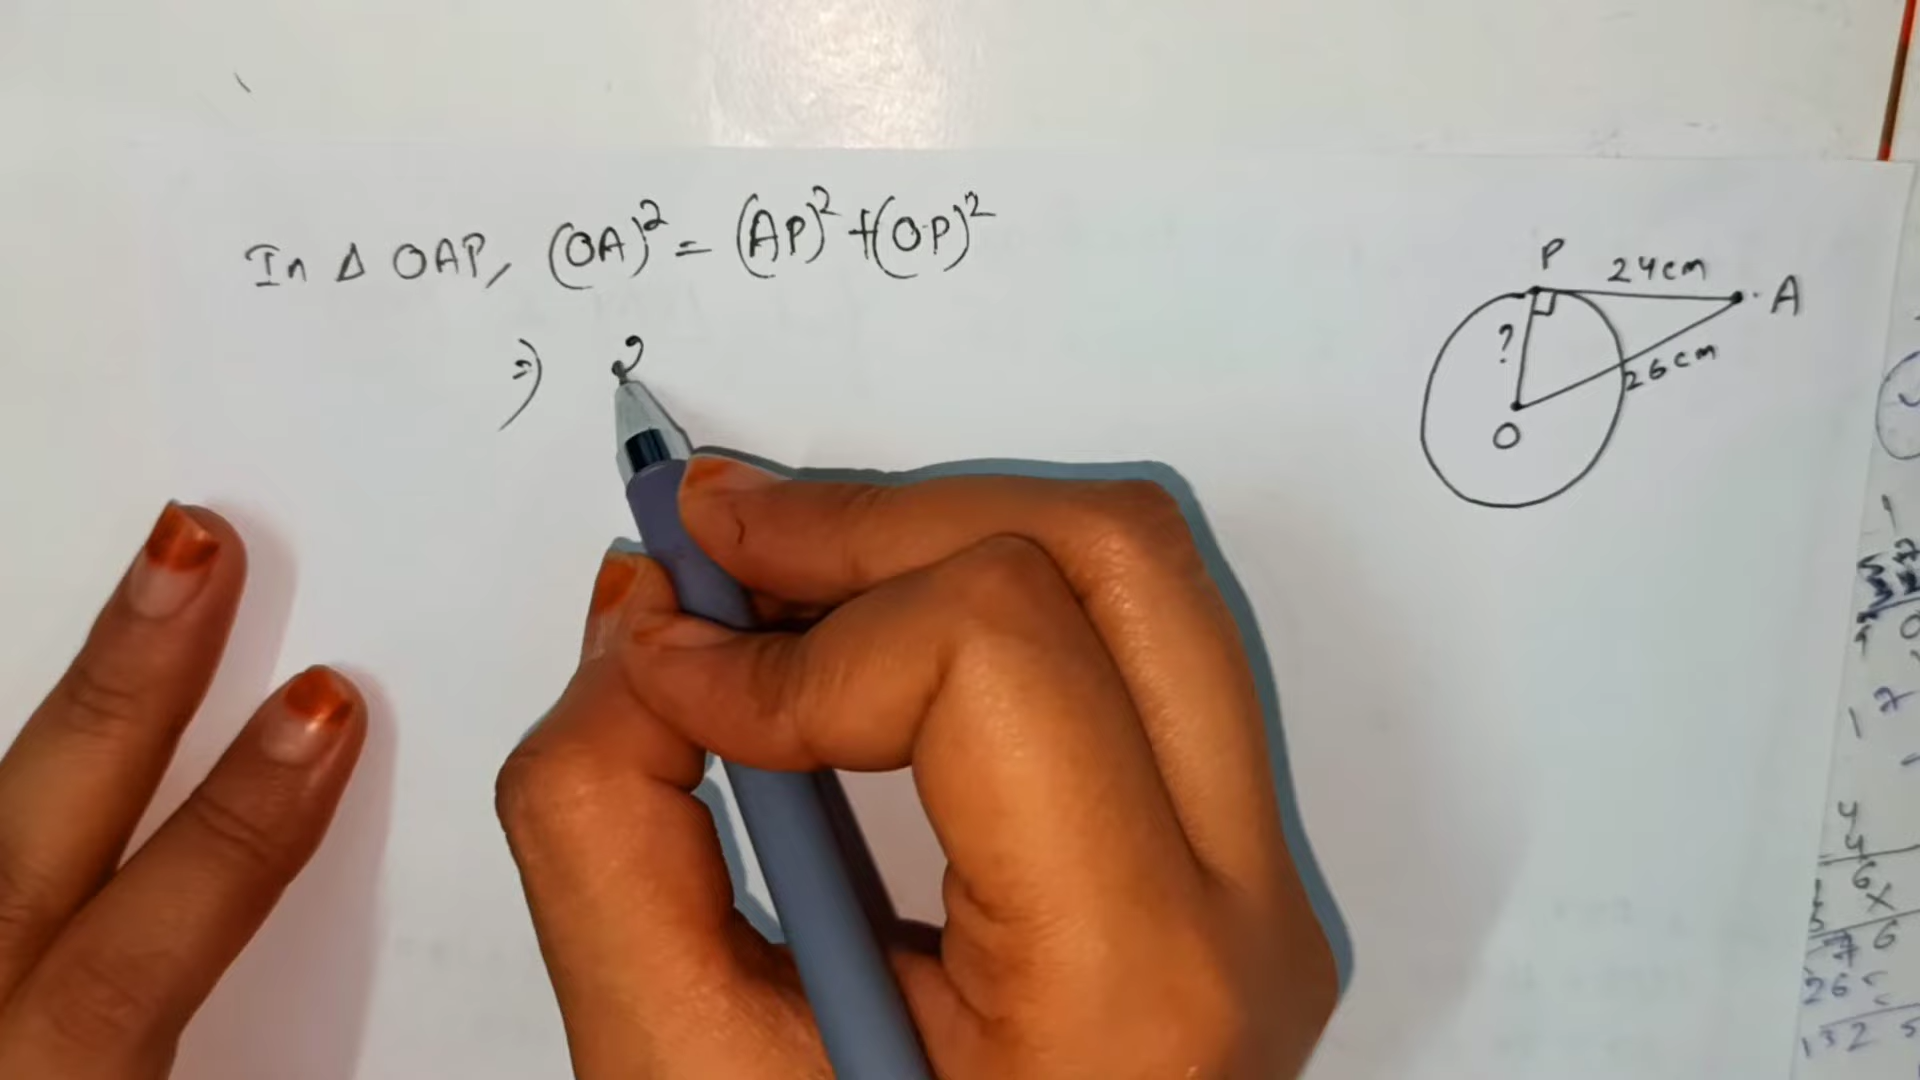 In Δ OAP, (OA)² = (AP)² + (OP)²
⇒ 2
P
24cm
A
?
26cm
O